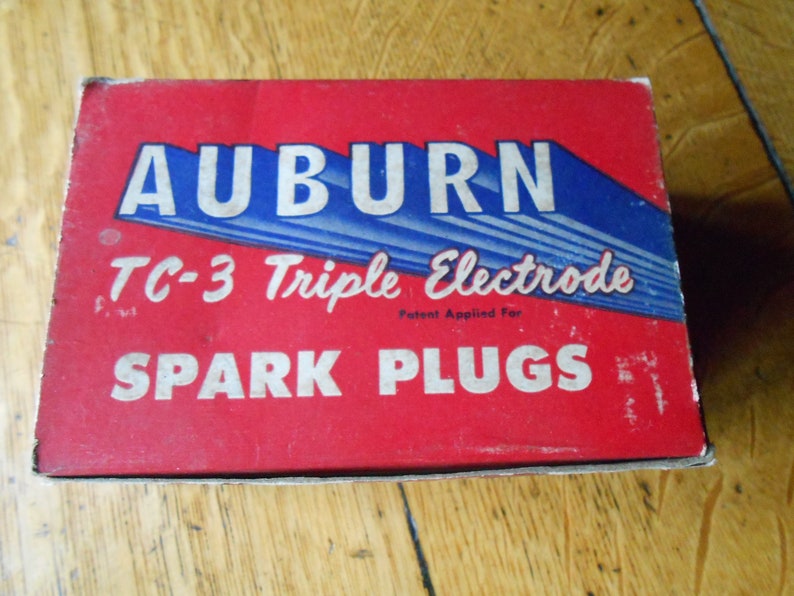 AUBURN
TC-3 Triple Electrode
Patent Applied For
SPARK PLUGS